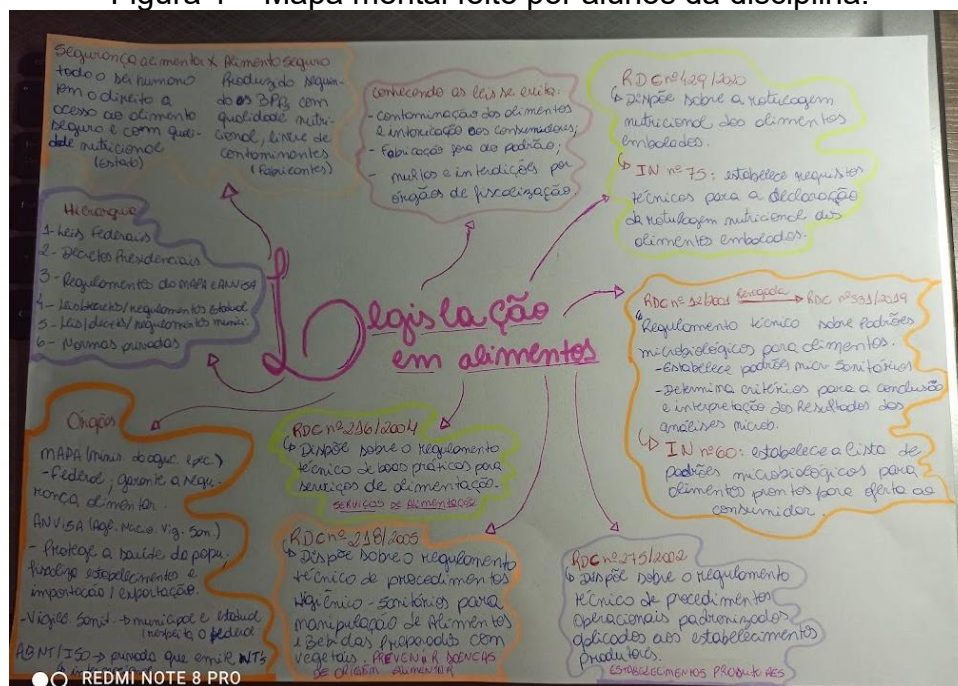 Figura 1 – Mapa mental feito por alunos da disciplina.
Segurança alimentar x Alimento seguro
todo o ser humano
tem o direito a
acesso ao alimento
seguro e com quali-
dade nutricional
(Estado)
Produzido segun-
do as BPFs com
qualidade nutri-
cional, livre de
contaminantes
(Fabricantes)
conhecendo as leis se evita:
- contaminação dos alimentos
e intoxicação aos consumidores;
- Fabricação fora do padrão;
- multas e interdições por
órgãos de fiscalização
RDC nº 429/2020
Dispõe sobre a rotulagem
nutricional dos alimentos
embalados.
IN nº 75: estabelece requisitos
técnicos para a declaração
da rotulagem nutricional dos
alimentos embalados.
Hierarquia
1- Leis Federais
2- Decretos Presidenciais
3- Regulamentos do MAPA e ANVISA
4- Leis/decretos/regulamentos estadual
5- Leis/decreto/regulamentos munici.
6- Normas privadas
Legislação
em alimentos
RDC nº 12/2001 Revogada RDC nº 331/2019
Regulamento técnico sobre Padrões
microbiológicos para alimentos.
- Estabelece padrões micr. Sanitários
- Determina critérios para a conclusão
e interpretação dos Resultados das
análises microb.
IN nº 60: estabelece a lista de
padrões microbiológicos para
alimentos prontos para oferta ao
consumidor.
Órgãos
MAPA (minis. da agric. e pec.)
- Federal; garante a segu-
rança alimentar.
ANVISA (agê. nacio. Vig. San.)
- Protege a saúde da popu,
fiscaliza estabelecimentos e
importação/exportação.
- Vigilâ. Sanit. → municipal e estadual
(respeita o federal
ABNT/ISO → privada que emite NTs
RDC nº 216/2004
Dispõe sobre o Regulamento
técnico de boas práticas para
serviços de alimentação.
SERVIÇOS DE ALIMENTAÇÃO
RDC nº 218/2005
Dispõe sobre o regulamento
técnico de procedimentos
Higiênico-Sanitários para
manipulação de Alimentos
e Bebidas Preparados com
vegetais. PREVENIR DOENÇAS
DE ORIGEM ALIMENTAR
RDC nº 275/2002
Dispõe sobre o regulamento
técnico de procedimentos
Operacionais padronizados
aplicados aos estabelecimentos
produtores.
ESTABELECIMENTOS PRODUTORES
REDMI NOTE 8 PRO